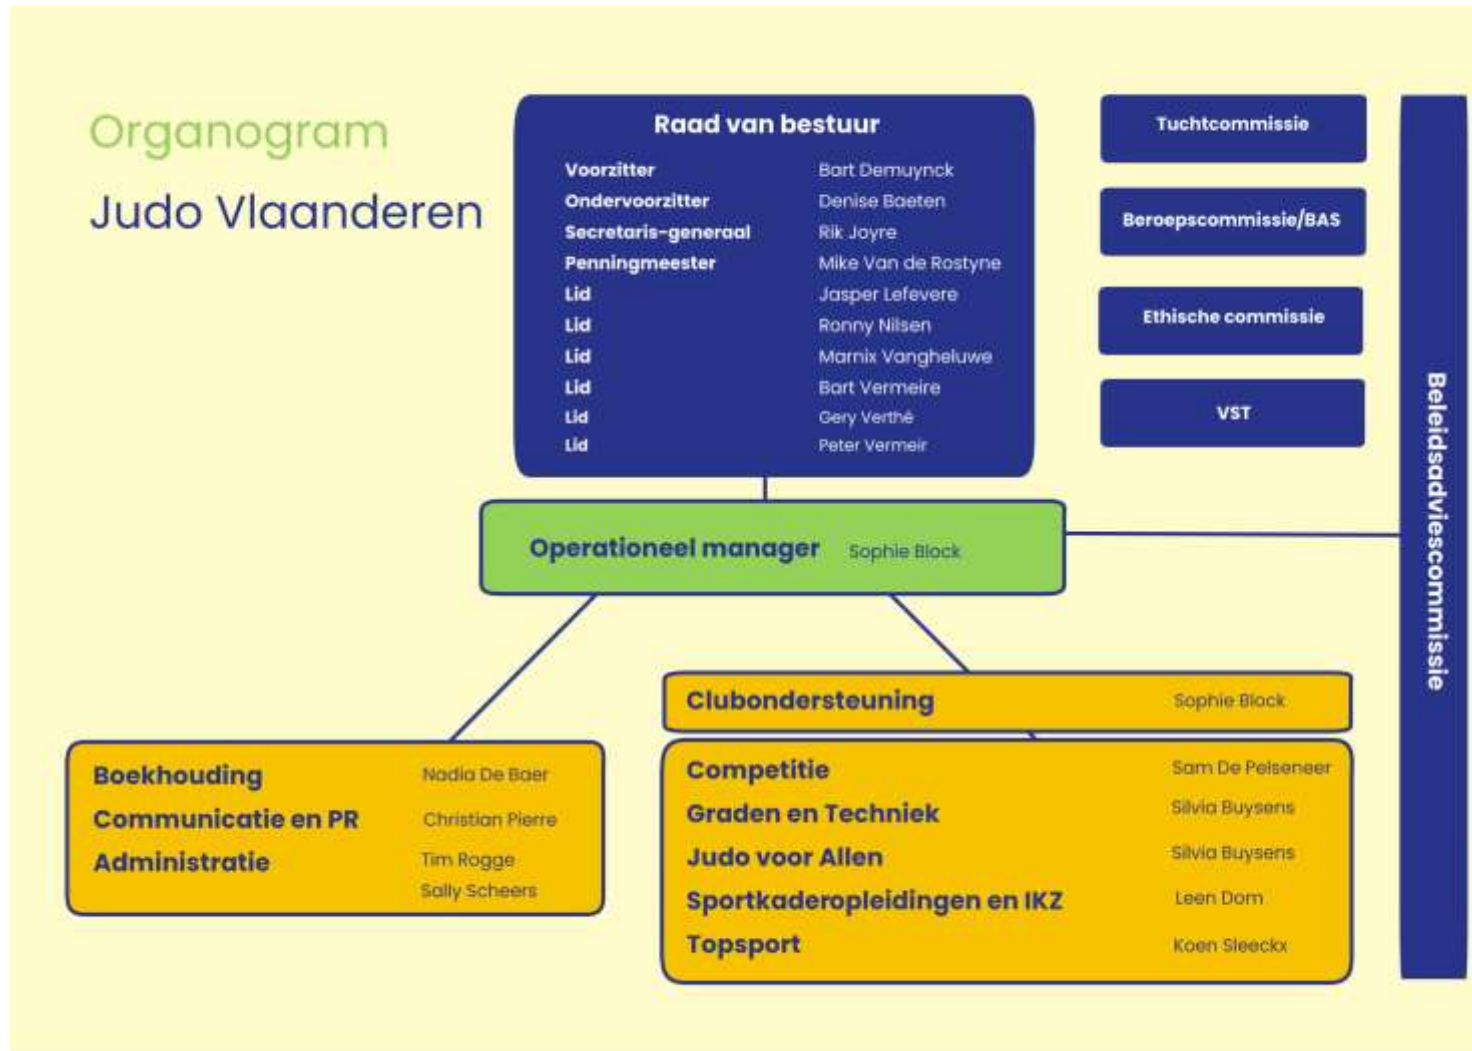 Organogram
Judo Vlaanderen
Raad van bestuur
Voorzitter Bart Demuynck
Ondervoorzitter Denise Baeten
Secretaris-generaal Rik Joyre
Penningmeester Mike Van de Rostyne
Lid Jasper Lefevere
Lid Ronny Nilsen
Lid Marnix Vangheluwe
Lid Bart Vermeire
Lid Gery Verthé
Lid Peter Vermeir
Tuchtcommissie
Beroepscommissie/BAS
Ethische commissie
VST
Beleidsadviescommissie
Operationeel manager Sophie Block
Boekhouding Nadia De Baer
Communicatie en PR Christian Pierre
Administratie Tim Rogge
Sally Scheers
Clubondersteuning Sophie Block
Competitie Sam De Pelseneer
Graden en Techniek Silvia Buysens
Judo voor Allen Silvia Buysens
Sportkaderopleidingen en IKZ Leen Dom
Topsport Koen Sleeckx